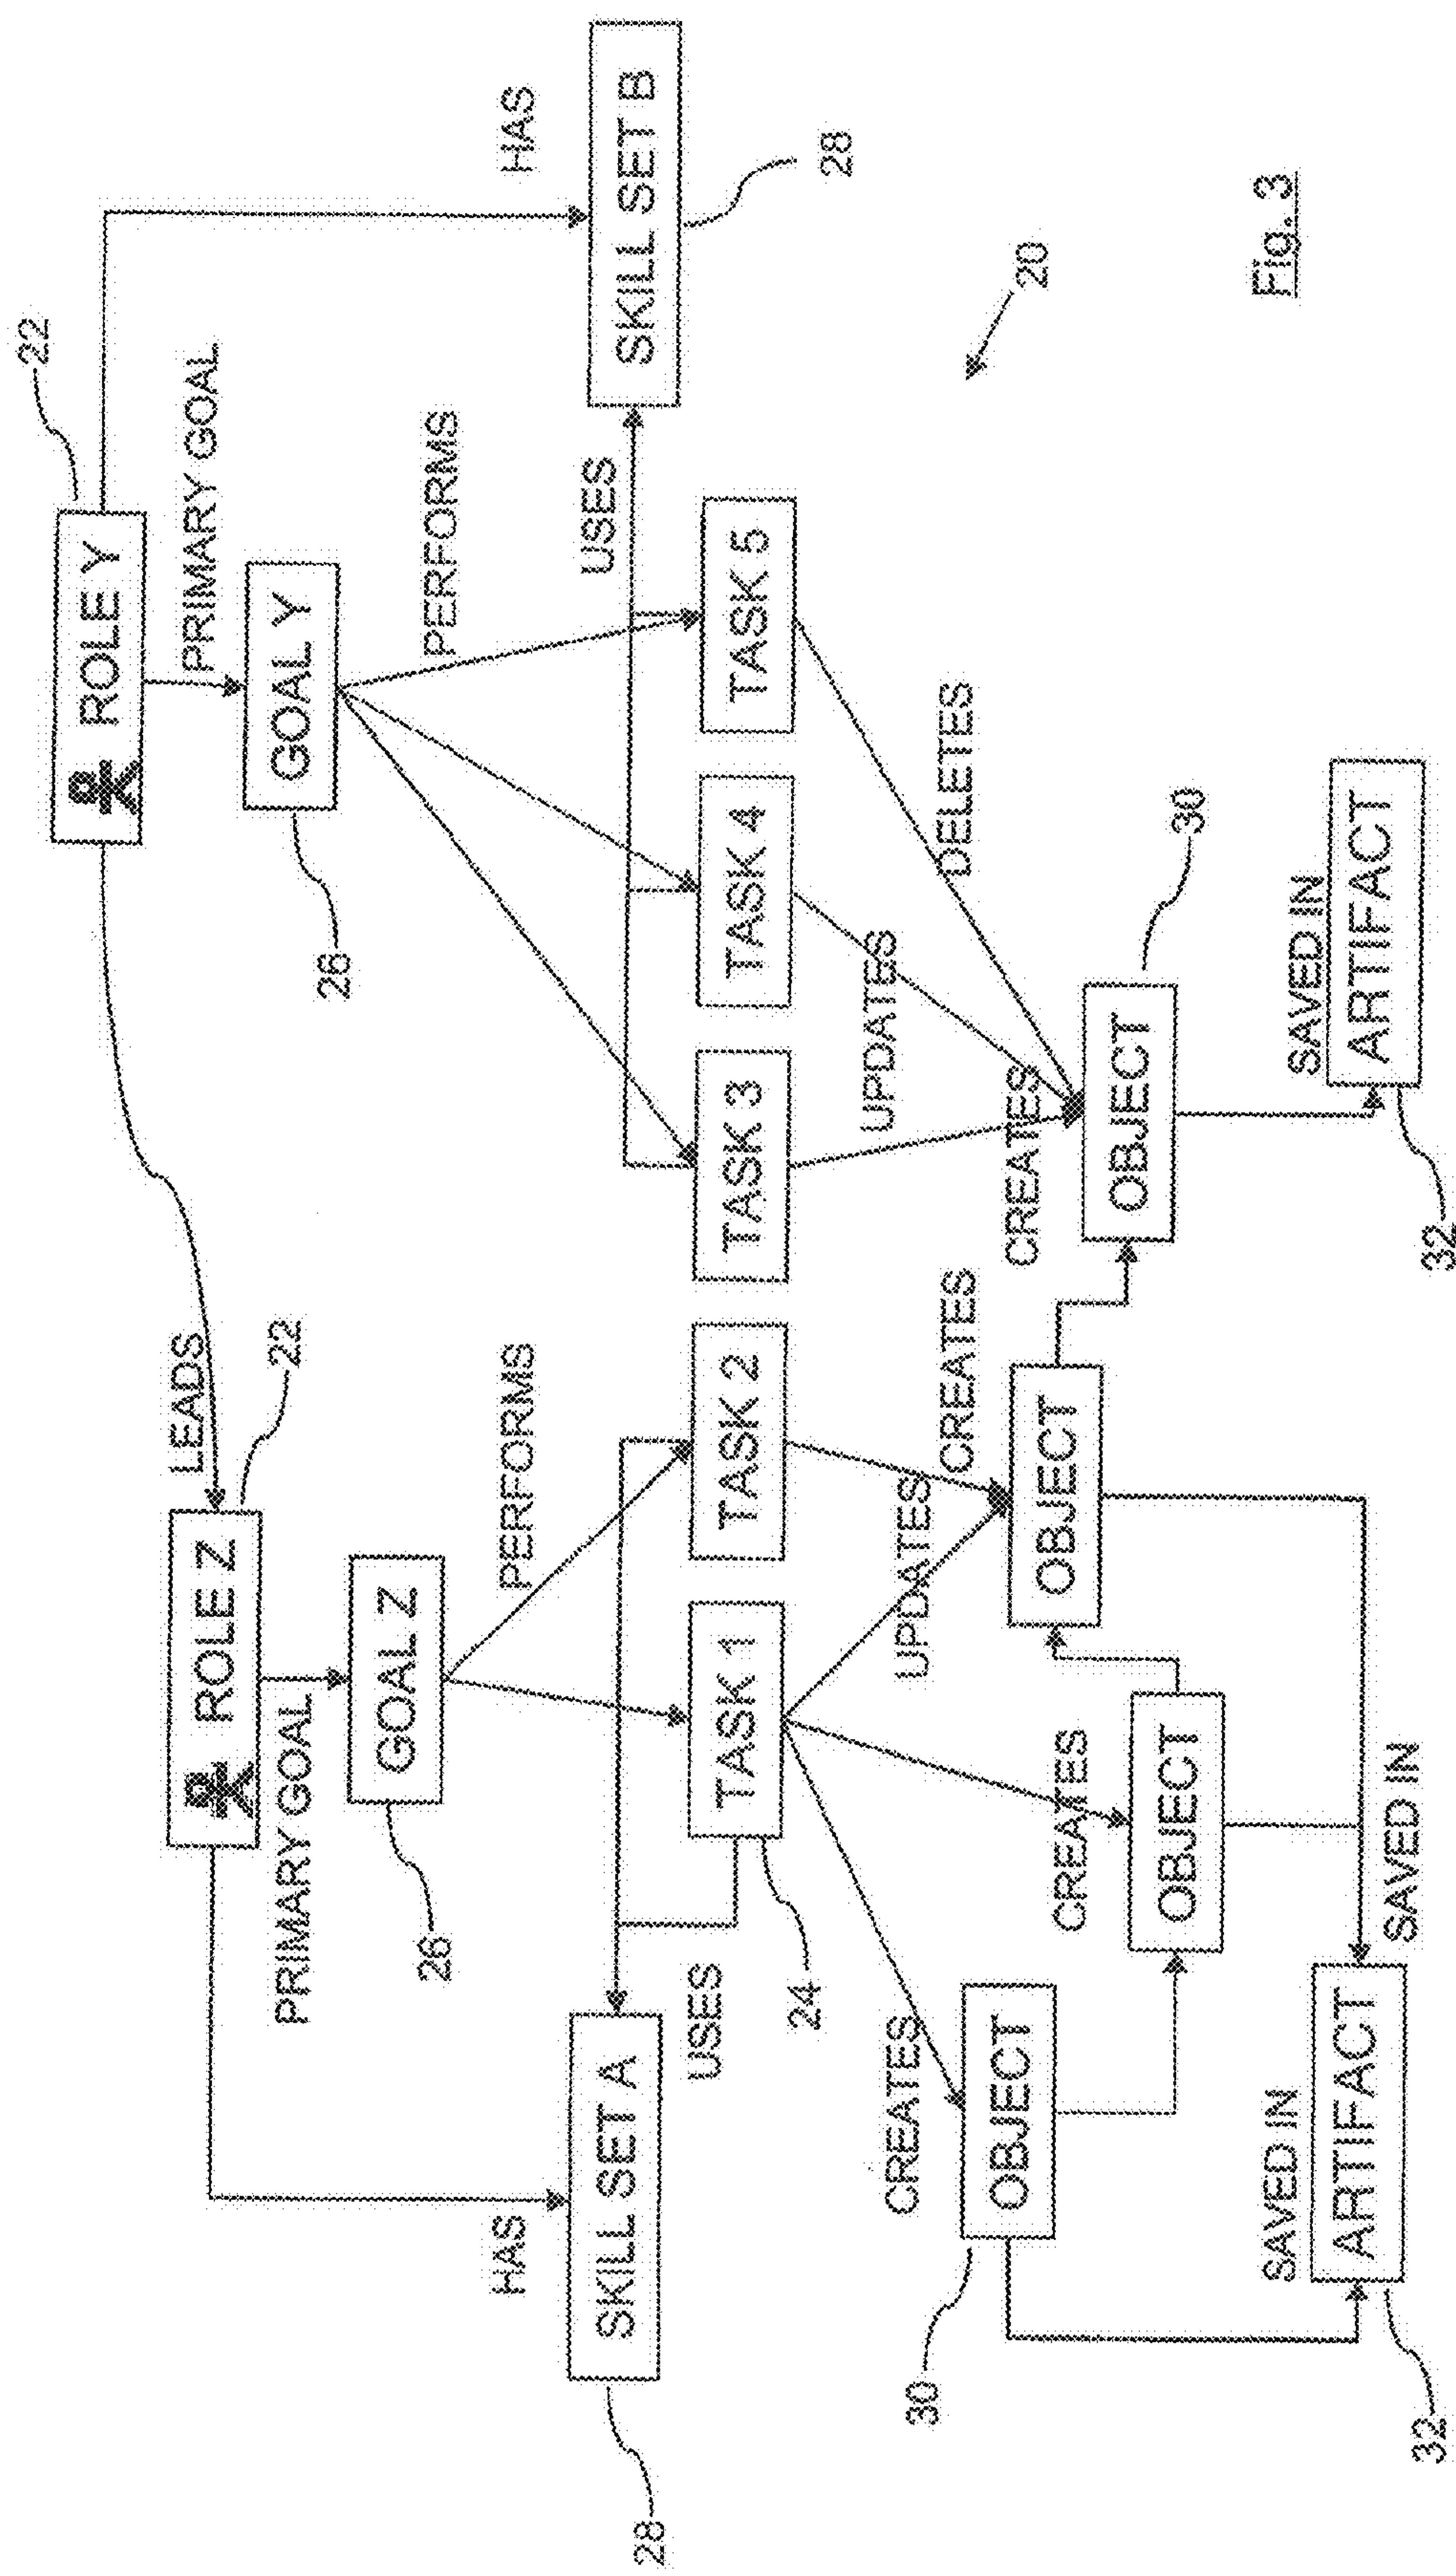 22
ROLE Y
LEADS
22
ROLE Z
PRIMARY GOAL
HAS
PRIMARY GOAL
GOAL Y
26
GOAL Z
26
PERFORMS
PERFORMS
HAS
HAS
SKILL SET A
28
USES
SKILL SET B
28
USES
TASK 1
TASK 2
TASK 3
TASK 4
TASK 5
24
CREATES
UPDATES
CREATES
UPDATES
DELETES
20
OBJECT
30
CREATES
OBJECT
OBJECT
CREATES
OBJECT
30
SAVED IN
ARTIFACT
32
SAVED IN
SAVED IN
ARTIFACT
32
Fig. 3